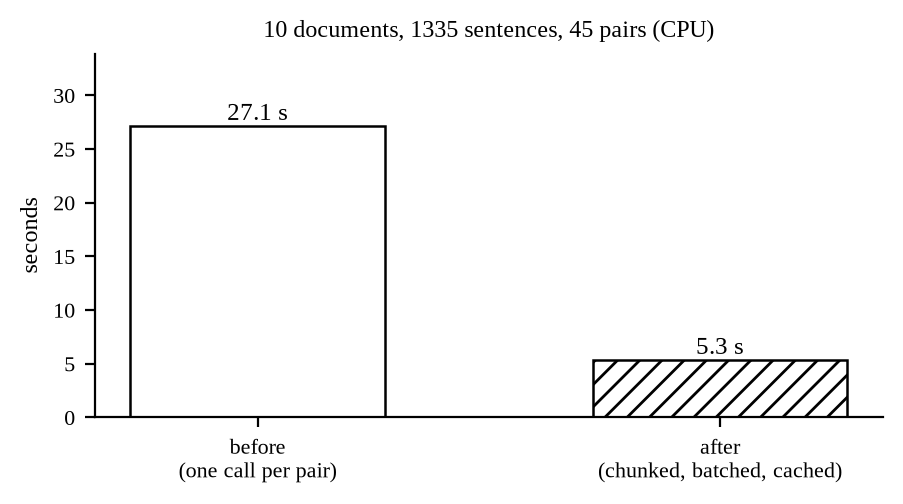 10 documents, 1335 sentences, 45 pairs (CPU)
seconds
30
25
20
15
10
5
0
27.1 s
5.3 s
before
(one call per pair)
after
(chunked, batched, cached)